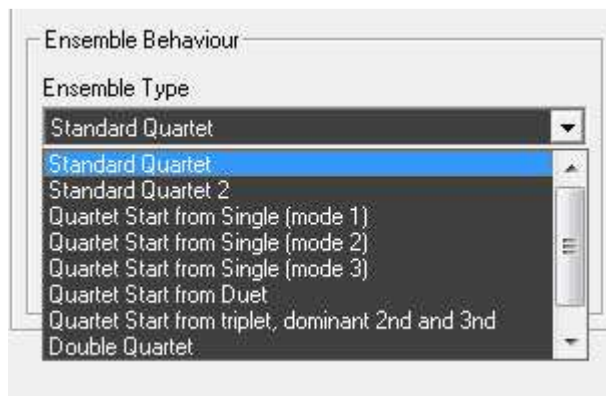 Ensemble Behaviour
Ensemble Type
Standard Quartet
Standard Quartet
Standard Quartet 2
Quartet Start from Single (mode 1)
Quartet Start from Single (mode 2)
Quartet Start from Single (mode 3)
Quartet Start from Duet
Quartet Start from triplet, dominant 2nd and 3nd
Double Quartet